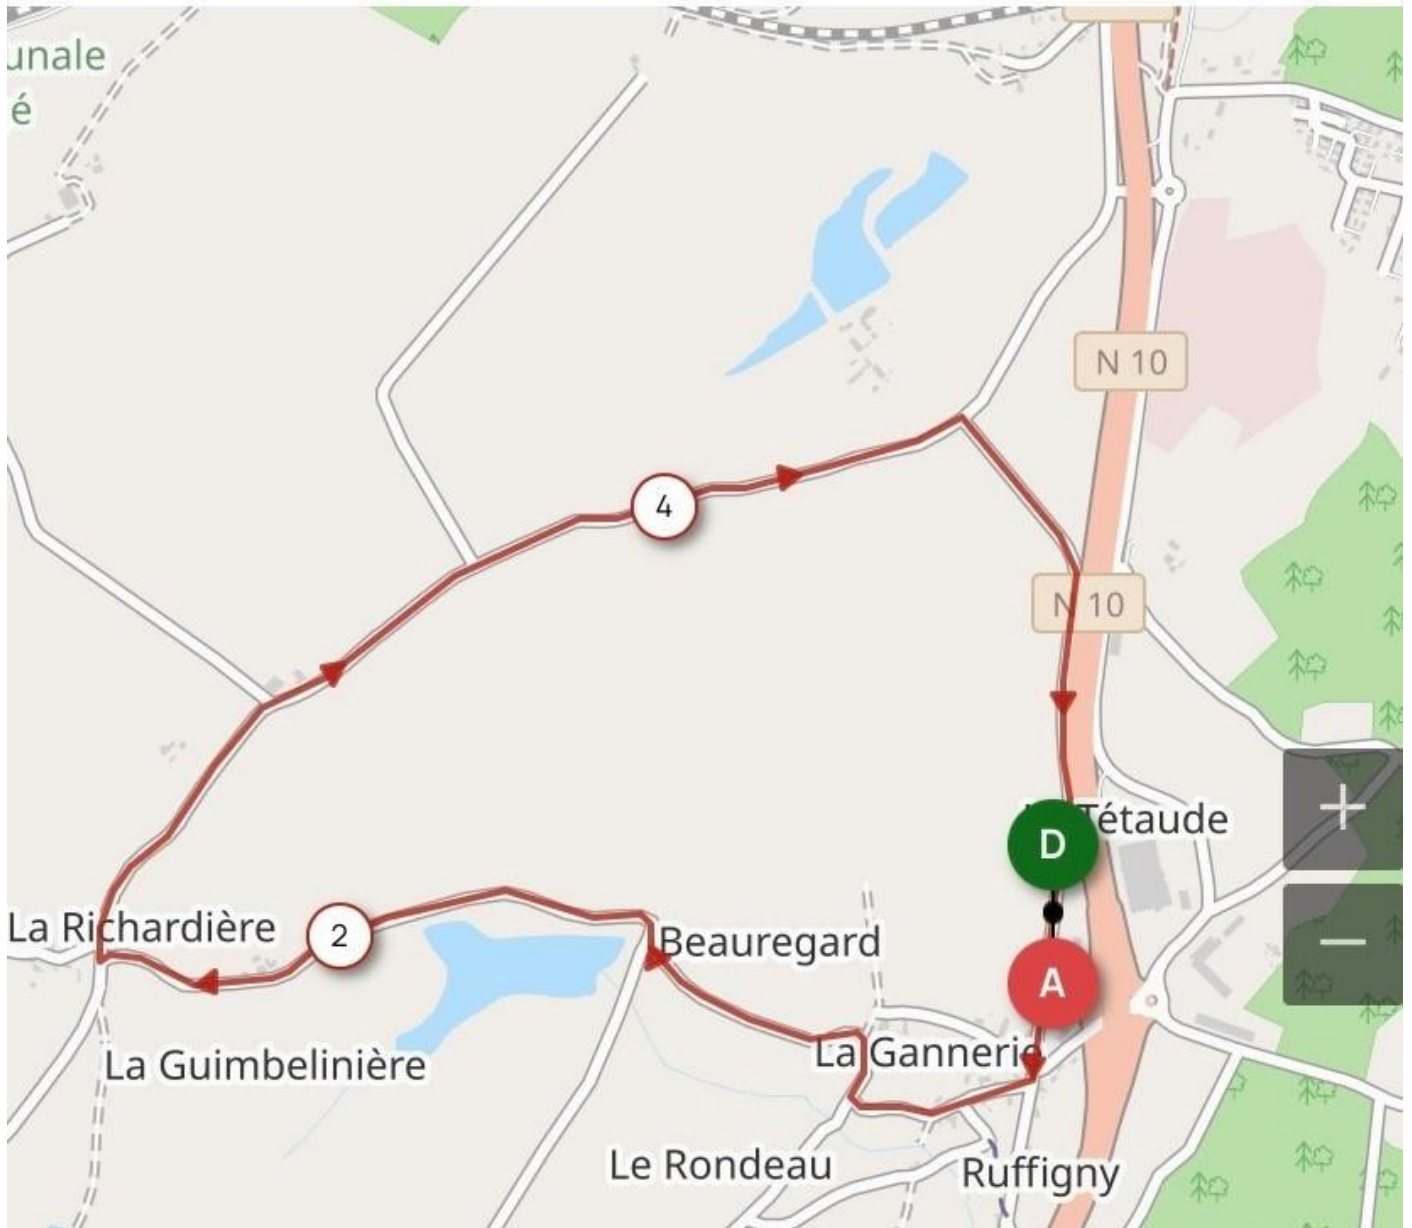 unale
é
N 10
4
N 10
Tétaude
D
+
La Richardière
2
Beauregard
A
−
La Guimbelinière
La Gannerie
Le Rondeau
Ruffigny